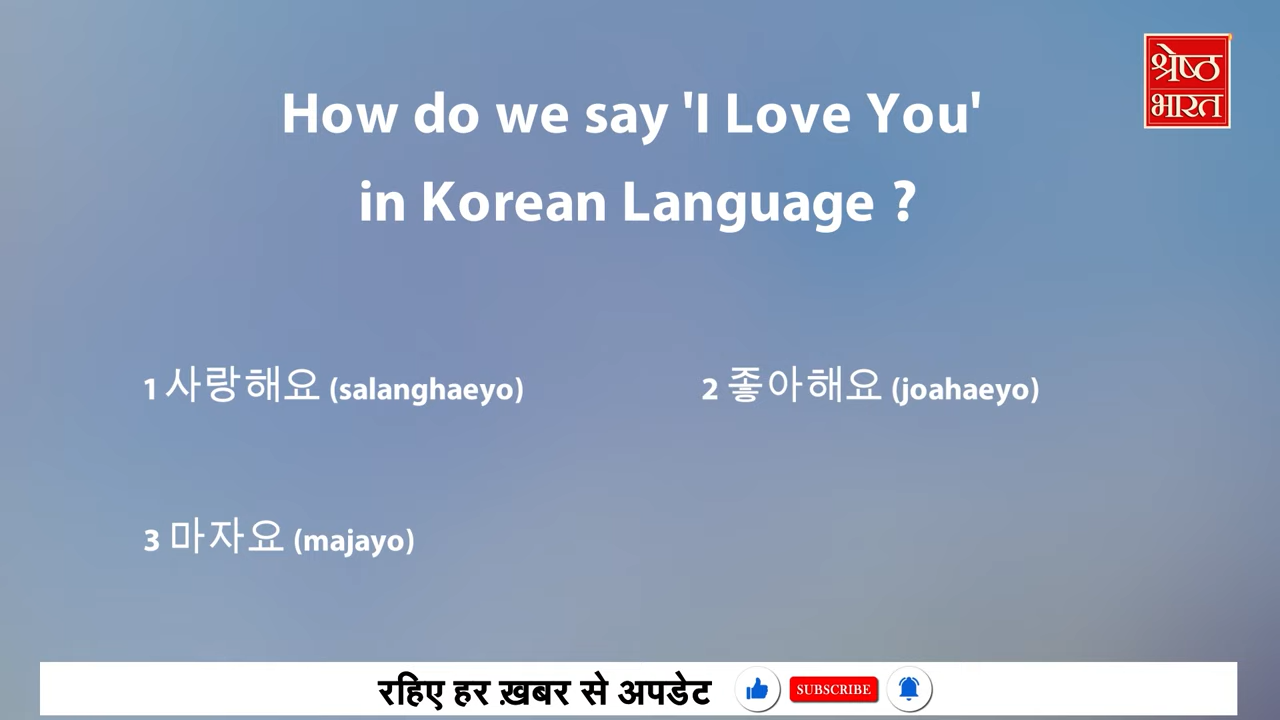 श्रेष्ठ
भारत
How do we say 'I Love You'
in Korean Language ?
1 사랑해요 (salanghaeyo)
2 좋아해요 (joahaeyo)
3 마자요 (majayo)
रहिए हर ख़बर से अपडेट
SUBSCRIBE